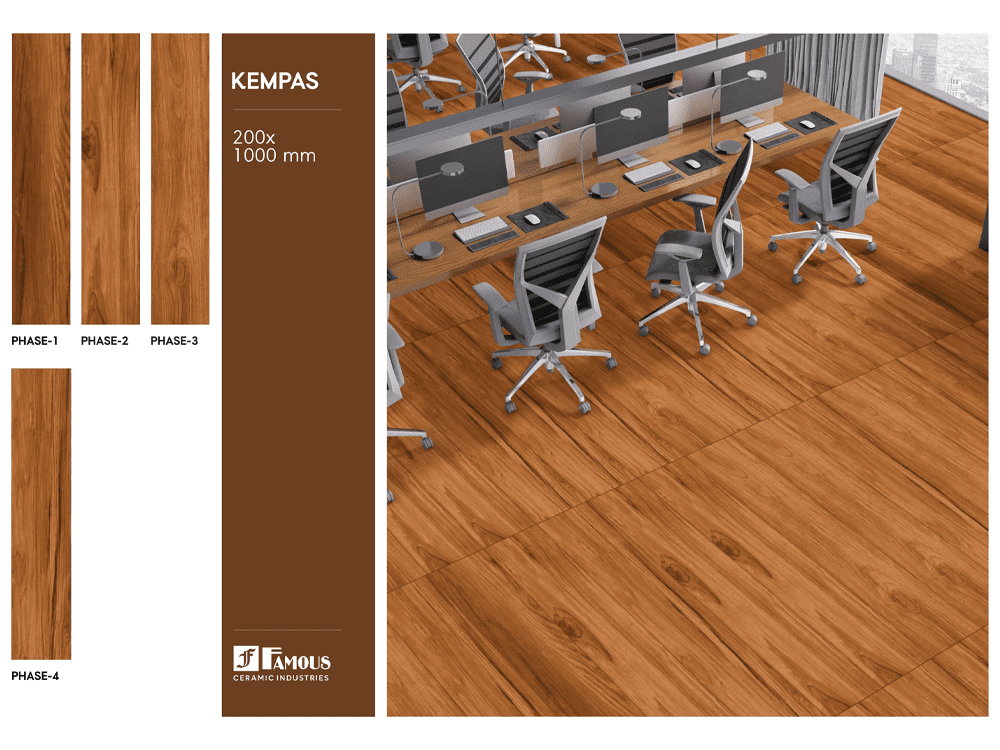 PHASE-1
PHASE-2
PHASE-3
PHASE-4
KEMPAS
200x
1000 mm
F FAMOUS
CERAMIC INDUSTRIES